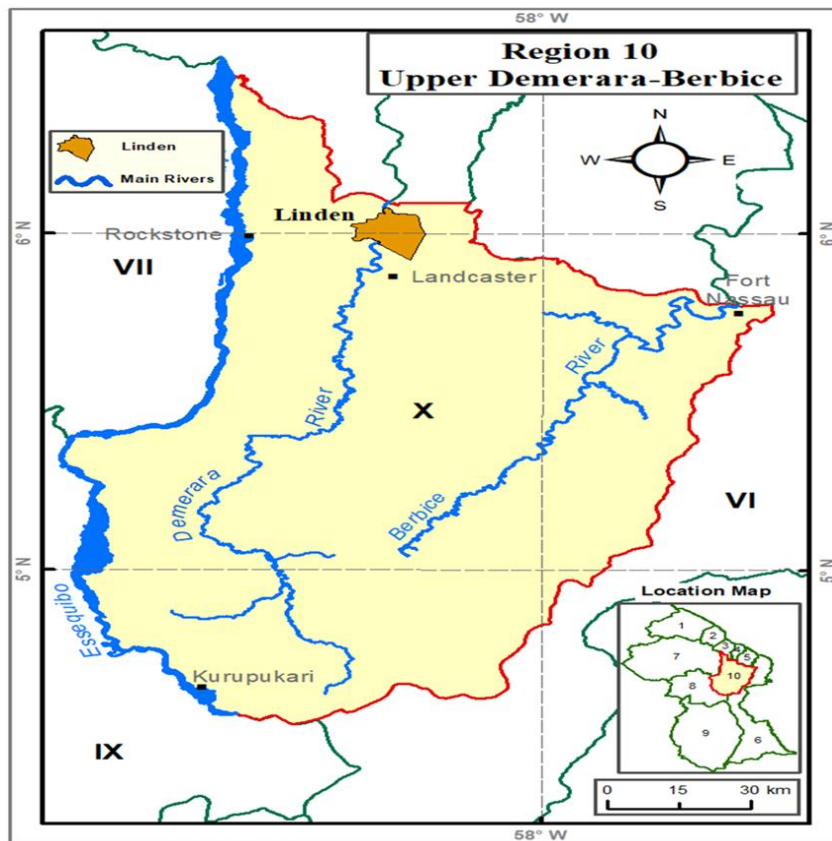 58° W
Region 10
Upper Demerara-Berbice
Linden
Main Rivers
N
W
E
S
Linden
Rockstone
6°N
6°N
VII
Landcaster
Fort
Nassau
River
River
X
Demerara
Berbice
VI
5°N
5°N
Essequibo
Kurupukari
IX
Location Map
1
2
3
4
5
7
10
8
9
6
0 15 30 km
58° W